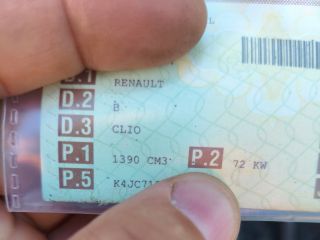 D.1 RENAULT
D.2 B
D.3 CLIO
P.1 1390 CM3 P.2 72 KW
P.5